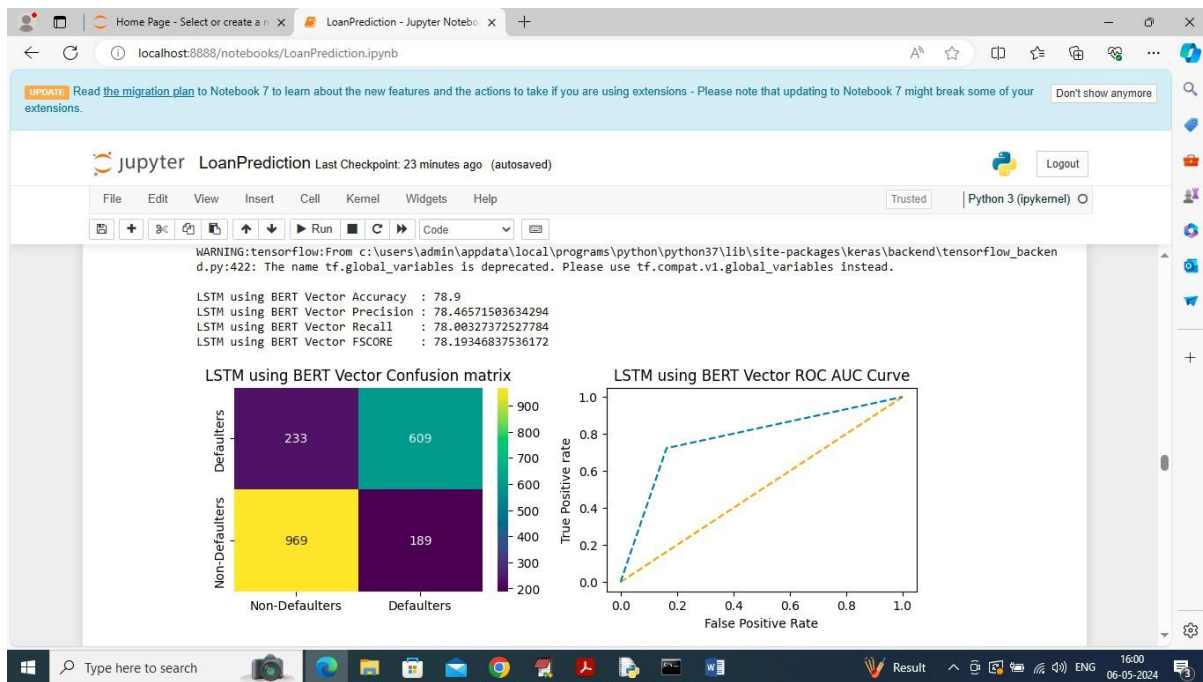 Home Page - Select or create a n
LoanPrediction - Jupyter Notebo
localhost:8888/notebooks/LoanPrediction.ipynb
UPDATE Read the migration plan to Notebook 7 to learn about the new features and the actions to take if you are using extensions - Please note that updating to Notebook 7 might break some of your
extensions.
Don't show anymore
jupyter LoanPrediction Last Checkpoint: 23 minutes ago (autosaved)
Logout
File Edit View Insert Cell Kernel Widgets Help
Trusted
Python 3 (ipykernel)
Run
Code
WARNING:tensorflow:From c:\users\admin\appdata\local\programs\python\python37\lib\site-packages\keras\backend\tensorflow_backen
d.py:422: The name tf.global_variables is deprecated. Please use tf.compat.v1.global_variables instead.
LSTM using BERT Vector Accuracy : 78.9
LSTM using BERT Vector Precision : 78.46571503634294
LSTM using BERT Vector Recall : 78.00327372527784
LSTM using BERT Vector FSCORE : 78.19346837536172
LSTM using BERT Vector Confusion matrix
Defaulters
Non-Defaulters
233 609
969 189
Non-Defaulters Defaulters
900
800
700
600
500
400
300
200
LSTM using BERT Vector ROC AUC Curve
True Positive rate
1.0
0.8
0.6
0.4
0.2
0.0
0.0 0.2 0.4 0.6 0.8 1.0
False Positive Rate
Type here to search
Result
ENG
16:00
06-05-2024